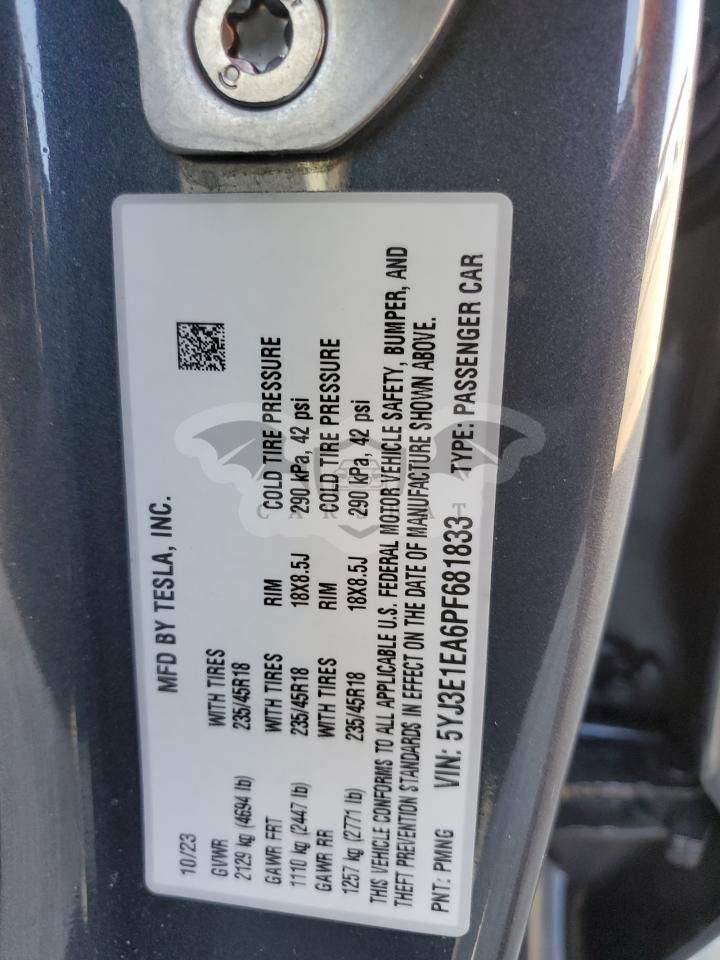 MFD BY TESLA, INC.
10/23
GVWR WITH TIRES
2129 kg (4694 lb) 235/45R18
GAWR FRT WITH TIRES RIM COLD TIRE PRESSURE
1110 kg (2447 lb) 235/45R18 18X8.5J 290 kPa, 42 psi
GAWR RR WITH TIRES RIM COLD TIRE PRESSURE
1257 kg (2771 lb) 235/45R18 18X8.5J 290 kPa, 42 psi
THIS VEHICLE CONFORMS TO ALL APPLICABLE U.S. FEDERAL MOTOR VEHICLE SAFETY, BUMPER, AND
THEFT PREVENTION STANDARDS IN EFFECT ON THE DATE OF MANUFACTURE SHOWN ABOVE.
PNT: PMNG VIN: 5YJ3E1EA6PF681833 TYPE: PASSENGER CAR